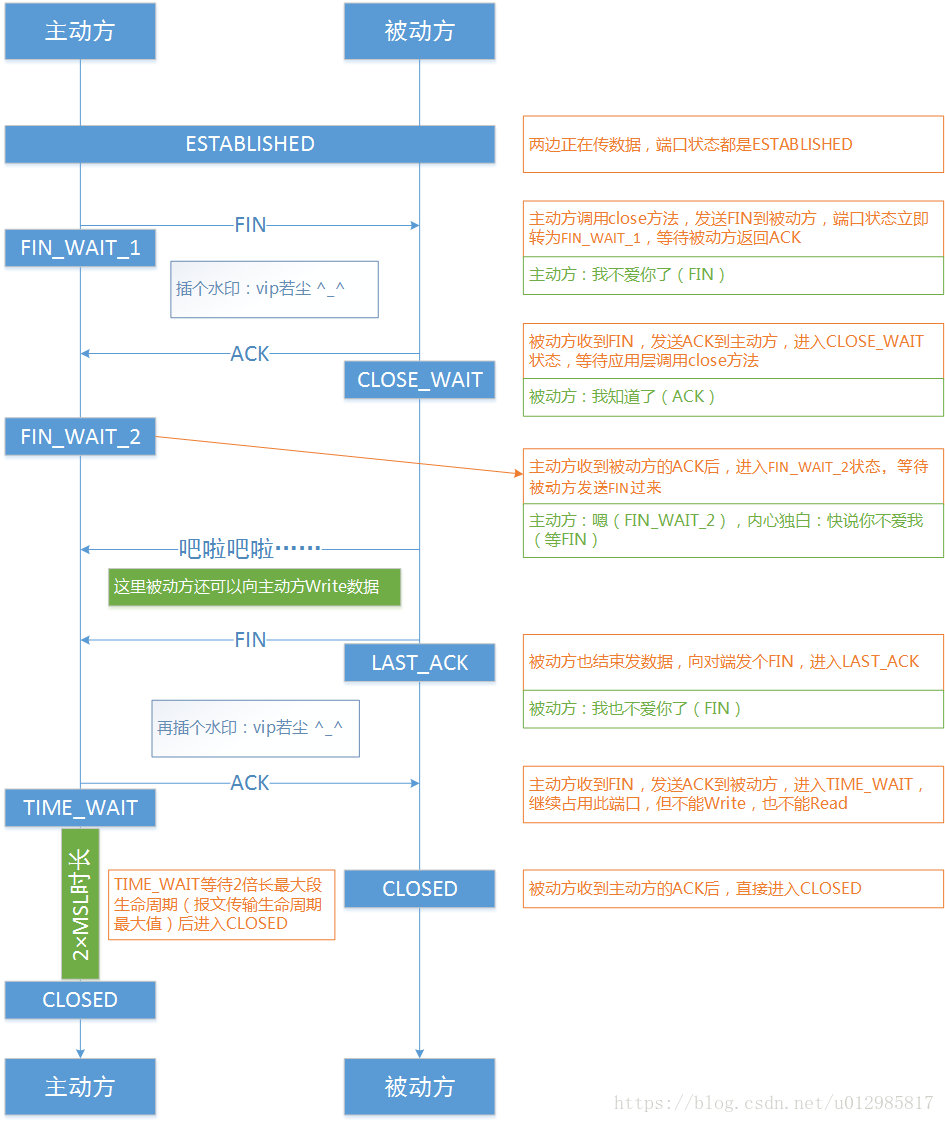 主动方
被动方
ESTABLISHED
两边正在传数据，端口状态都是ESTABLISHED
FIN
主动方调用close方法，发送FIN到被动方，端口状态立即
转为FIN_WAIT_1，等待被动方返回ACK
FIN_WAIT_1
主动方：我不爱你了（FIN）
插个水印：vip若尘 ^_^
ACK
被动方收到FIN，发送ACK到主动方，进入CLOSE_WAIT
状态，等待应用层调用close方法
CLOSE_WAIT
被动方：我知道了（ACK）
FIN_WAIT_2
主动方收到被动方的ACK后，进入FIN_WAIT_2状态，等待
被动方发送FIN过来
主动方：嗯（FIN_WAIT_2），内心独白：快说你不爱我
（等FIN）
吧啦吧啦……
这里被动方还可以向主动方Write数据
FIN
LAST_ACK
被动方也结束发数据，向对端发个FIN，进入LAST_ACK
被动方：我也不爱你了（FIN）
再插个水印：vip若尘 ^_^
ACK
主动方收到FIN，发送ACK到被动方，进入TIME_WAIT，
继续占用此端口，但不能Write，也不能Read
TIME_WAIT
2×MSL时长
TIME_WAIT等待2倍长最大段
生命周期（报文传输生命周期
最大值）后进入CLOSED
CLOSED
被动方收到主动方的ACK后，直接进入CLOSED
CLOSED
主动方
被动方
https://blog.csdn.net/u012985817